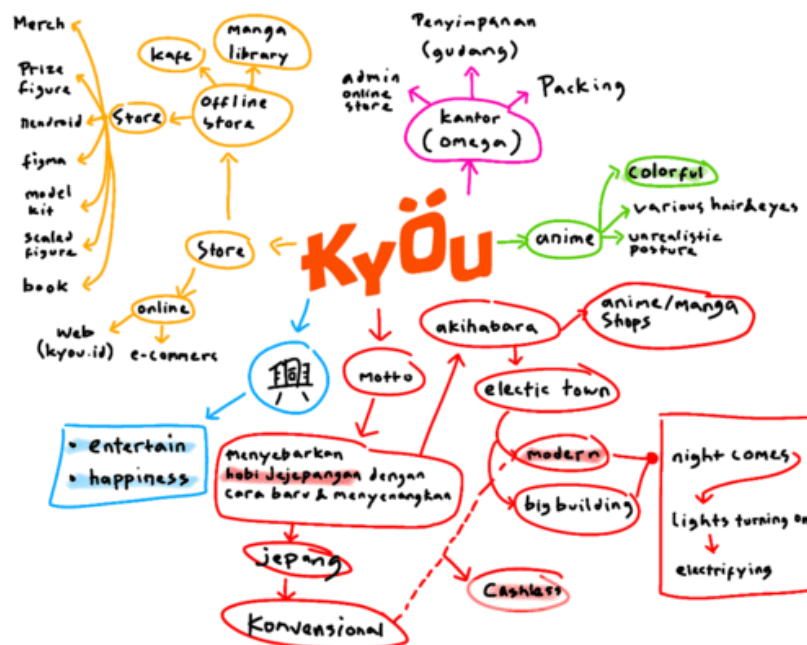 Merch
Prize
figure
nendroid
figma
model
kit
scaled
figure
book
Store
kafe
manga
library
Offline
store
Store
online
Web
(kyou.id)
e-commers
admin
online
store
Penyimpanan
(gudang)
Packing
kantor
(omega)
KYÖU
anime
colorful
various hair&eyes
unrealistic
posture
興
entertain
happiness
Motto
menyebarkan
hobi Jejepangan dengan
cara baru & menyenangkan
jepang
Konvensional
akihabara
anime/manga
Shops
electic town
modern
big building
Cashless
night comes
lights turning on
electrifying